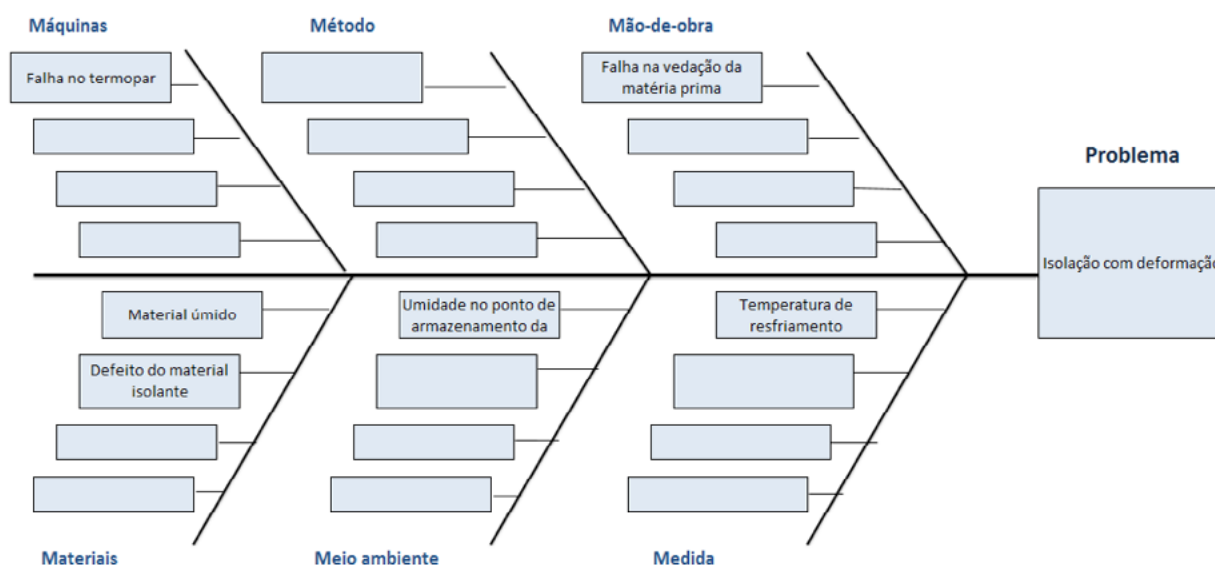 Máquinas
Método
Mão-de-obra
Falha no termopar
Falha na vedação da
matéria prima
Problema
Isolação com deformação
Material úmido
Umidade no ponto de
armazenamento da
Temperatura de
resfriamento
Defeito do material
isolante
Materiais
Meio ambiente
Medida